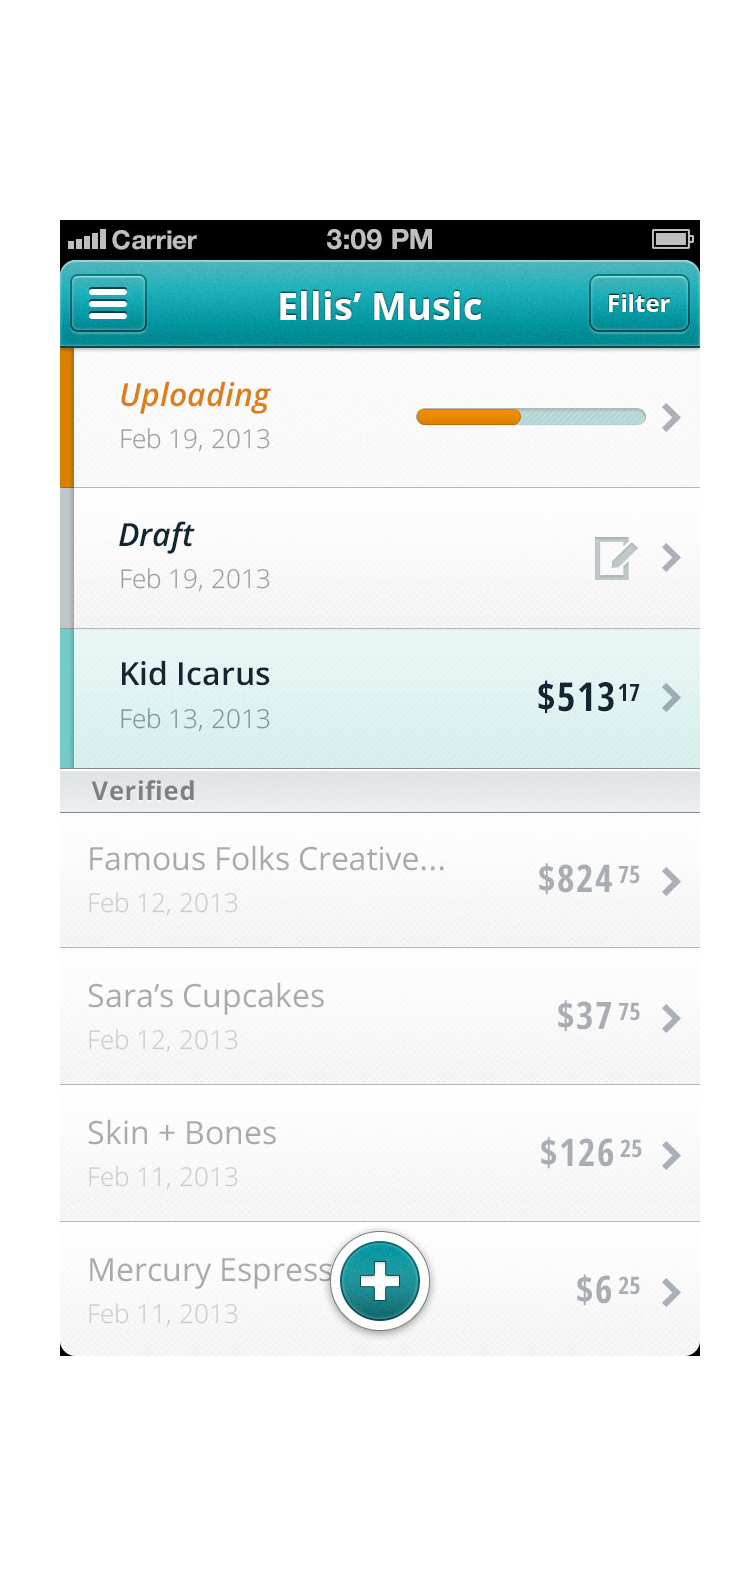 Carrier 3:09 PM
Ellis’ Music Filter
Uploading
Feb 19, 2013
Draft
Feb 19, 2013
Kid Icarus
$513 17
Feb 13, 2013
Verified
Famous Folks Creative...
$824 75
Feb 12, 2013
Sara’s Cupcakes
$37 75
Feb 12, 2013
Skin + Bones
$126 25
Feb 11, 2013
Mercury Espress
$6 25
Feb 11, 2013